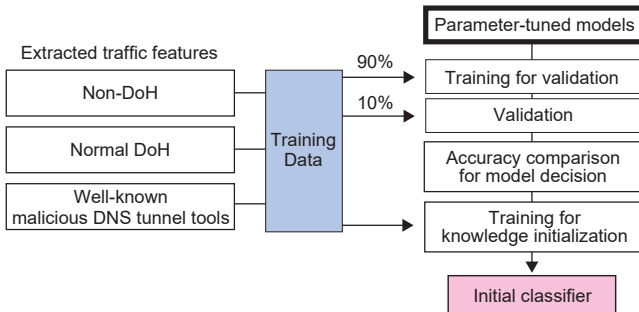 Extracted traffic features
Non-DoH
Normal DoH
Well-known
malicious DNS tunnel tools
Training
Data
90%
10%
Parameter-tuned models
Training for validation
Validation
Accuracy comparison
for model decision
Training for
knowledge initialization
Initial classifier